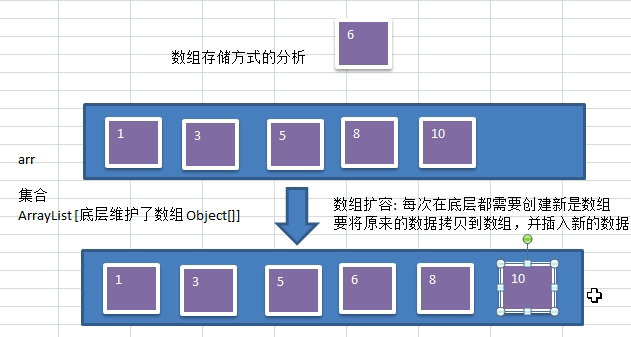 6
数组存储方式的分析
1 3 5 8 10
arr
集合
ArrayList [底层维护了数组 Object[]]
数组扩容: 每次在底层都需要创建新是数组
要将原来的数据拷贝到数组，并插入新的数据
1 3 5 6 8 10